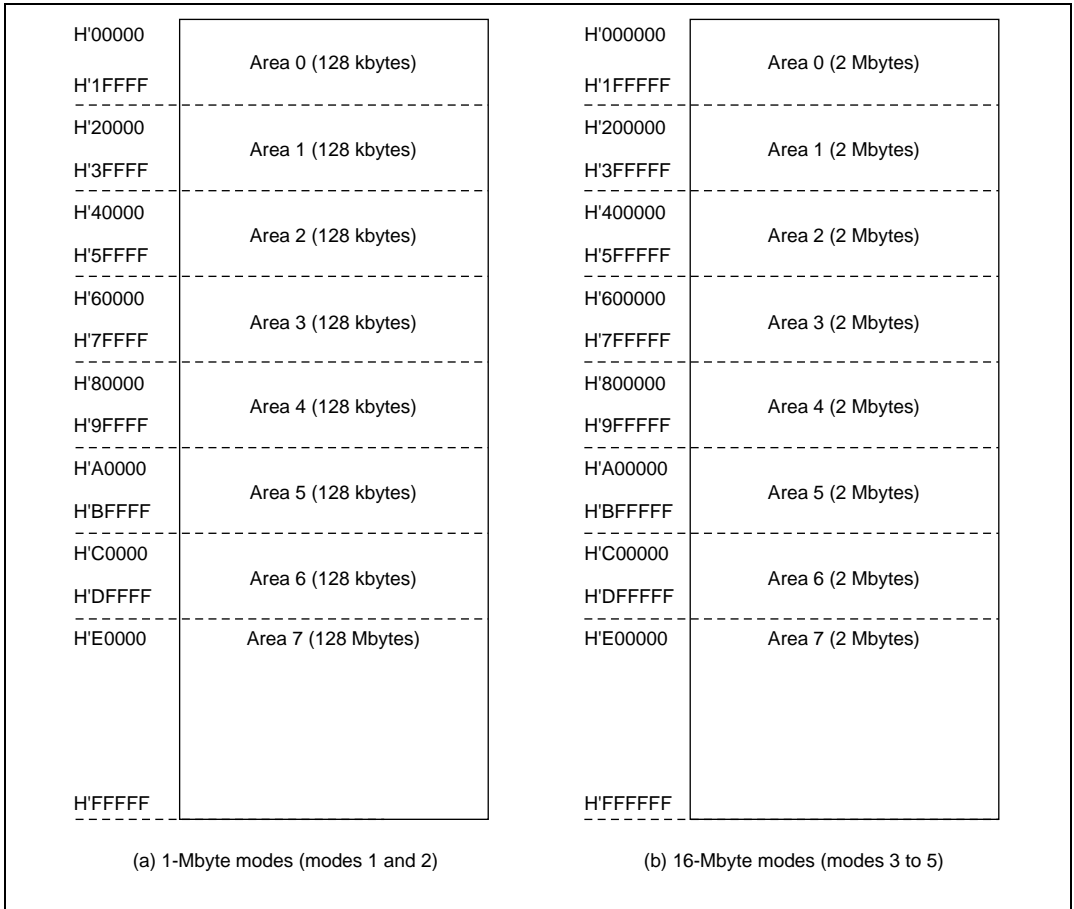 H'00000
Area 0 (128 kbytes)
H'1FFFF
H'20000
Area 1 (128 kbytes)
H'3FFFF
H'40000
Area 2 (128 kbytes)
H'5FFFF
H'60000
Area 3 (128 kbytes)
H'7FFFF
H'80000
Area 4 (128 kbytes)
H'9FFFF
H'A0000
Area 5 (128 kbytes)
H'BFFFF
H'C0000
Area 6 (128 kbytes)
H'DFFFF
H'E0000
Area 7 (128 Mbytes)
H'FFFFF
(a) 1-Mbyte modes (modes 1 and 2)
H'000000
Area 0 (2 Mbytes)
H'1FFFFF
H'200000
Area 1 (2 Mbytes)
H'3FFFFF
H'400000
Area 2 (2 Mbytes)
H'5FFFFF
H'600000
Area 3 (2 Mbytes)
H'7FFFFF
H'800000
Area 4 (2 Mbytes)
H'9FFFFF
H'A00000
Area 5 (2 Mbytes)
H'BFFFFF
H'C00000
Area 6 (2 Mbytes)
H'DFFFFF
H'E00000
Area 7 (2 Mbytes)
H'FFFFFF
(b) 16-Mbyte modes (modes 3 to 5)